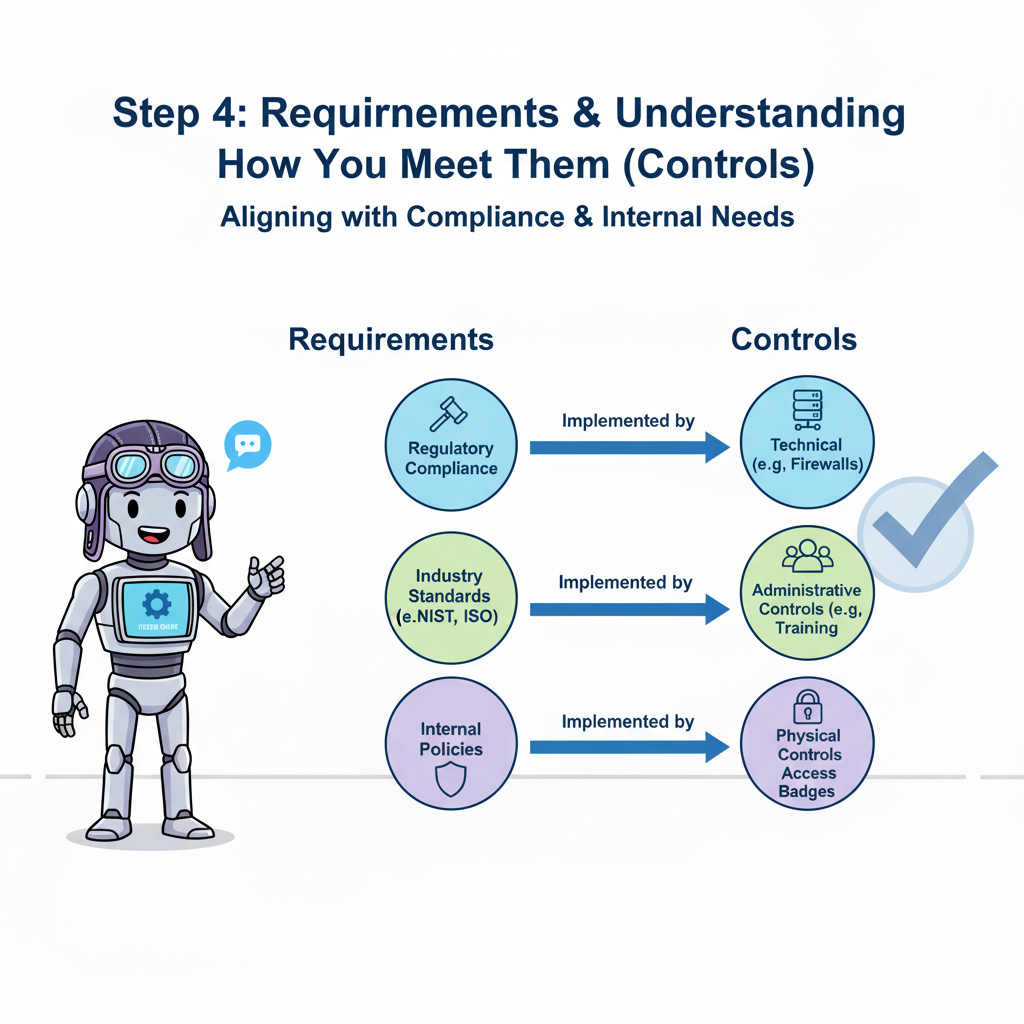 Step 4: Requirnements & Understanding
How You Meet Them (Controls)
Aligning with Compliance & Internal Needs
Requirements
Controls
Regulatory
Compliance
Implemented by
Technical
(e.g, Firewalls)
Industry
Standards
(e.NIST, ISO)
Implemented by
Administrative
Controls (e.g,
Training
Internal
Policies
Implemented by
Physical
Controls
Access
Badges